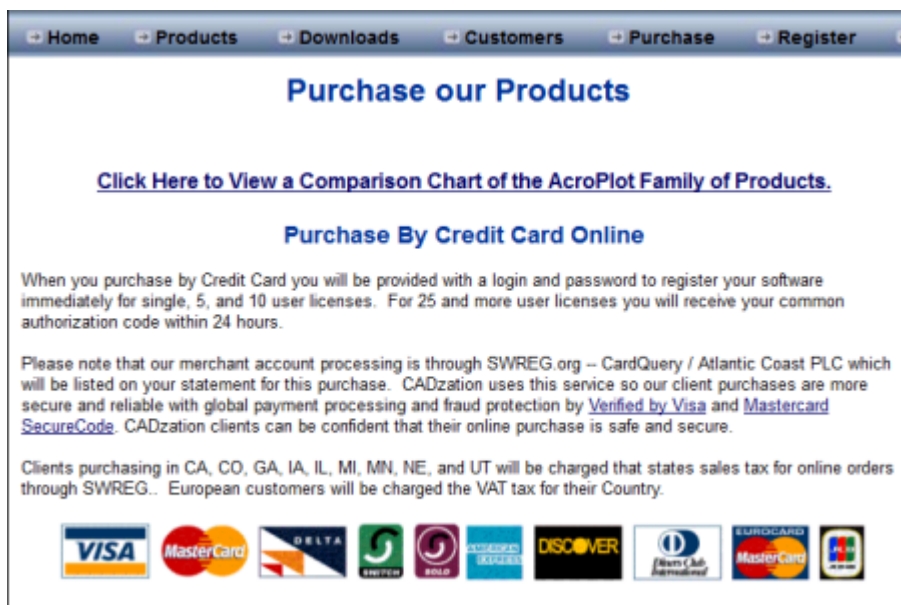 Home Products Downloads Customers Purchase Register
Purchase our Products
Click Here to View a Comparison Chart of the AcroPlot Family of Products.
Purchase By Credit Card Online
When you purchase by Credit Card you will be provided with a login and password to register your software
immediately for single, 5, and 10 user licenses.  For 25 and more user licenses you will receive your common
authorization code within 24 hours.
Please note that our merchant account processing is through SWREG.org -- CardQuery / Atlantic Coast PLC which
will be listed on your statement for this purchase.  CADzation uses this service so our client purchases are more
secure and reliable with global payment processing and fraud protection by Verified by Visa and Mastercard
SecureCode. CADzation clients can be confident that their online purchase is safe and secure.
Clients purchasing in CA, CO, GA, IA, IL, MI, MN, NE, and UT will be charged that states sales tax for online orders
through SWREG..  European customers will be charged the VAT tax for their Country.
VISA MasterCard DELTA SWITCH SOLO AMERICAN EXPRESS DISCOVER Diners Club International EUROCARD MasterCard JCB